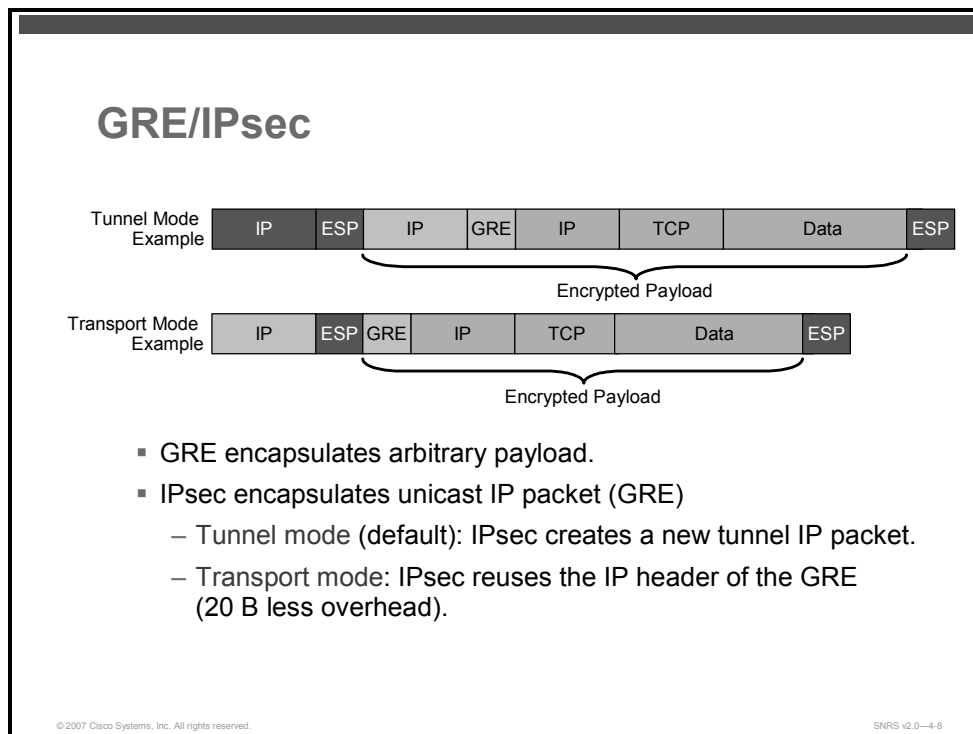 GRE/IPsec
Tunnel Mode
Example
IP ESP IP GRE IP TCP Data ESP
Encrypted Payload
Transport Mode
Example
IP ESP GRE IP TCP Data ESP
Encrypted Payload
▪ GRE encapsulates arbitrary payload.
▪ IPsec encapsulates unicast IP packet (GRE)
– Tunnel mode (default): IPsec creates a new tunnel IP packet.
– Transport mode: IPsec reuses the IP header of the GRE
(20 B less overhead).
© 2007 Cisco Systems, Inc. All rights reserved.
SNRS v2.0—4-8